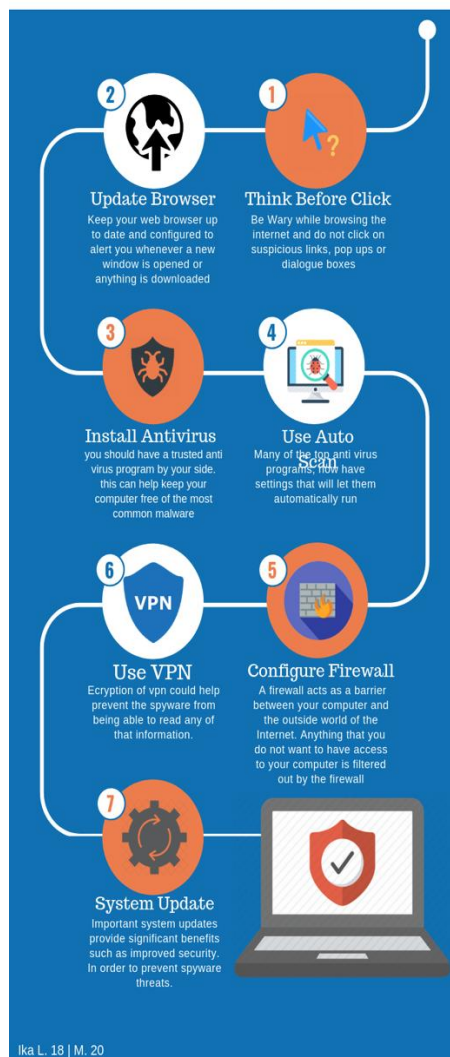 1
?
Think Before Click
Be Wary while browsing the
internet and do not click on
suspicious links, pop ups or
dialogue boxes
2
Update Browser
Keep your web browser up
to date and configured to
alert you whenever a new
window is opened or
anything is downloaded
3
Install Antivirus
you should have a trusted anti
virus program by your side.
this can help keep your
computer free of the most
common malware
4
Use Auto
Scan
Many of the top anti virus
programs, now have
settings that will let them
automatically run
5
Configure Firewall
A firewall acts as a barrier
between your computer and
the outside world of the
Internet. Anything that you
do not want to have access
to your computer is filtered
out by the firewall
6
VPN
Use VPN
Ecryption of vpn could help
prevent the spyware from
being able to read any of
that information.
7
System Update
Important system updates
provide significant benefits
such as improved security.
In order to prevent spyware
threats.
Ika L. 18 | M. 20